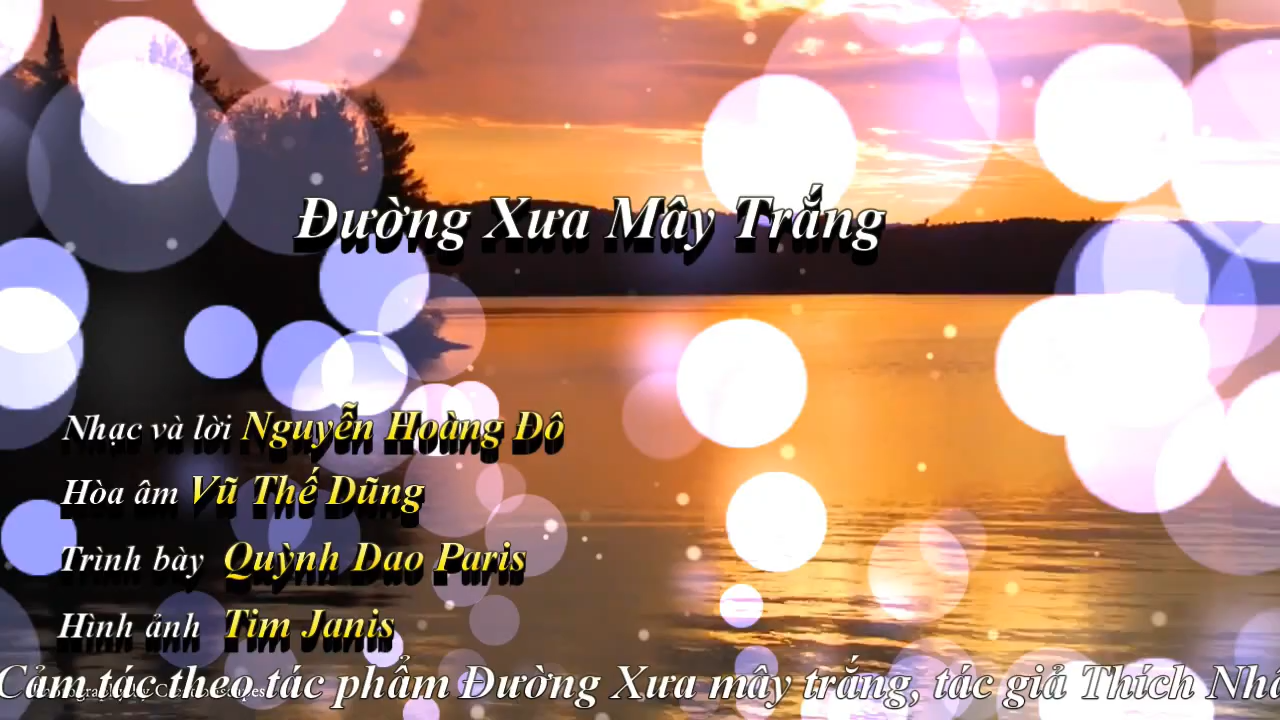 Đường Xưa Mây Trắng
Nhạc và lời Nguyễn Hoàng Đô
Hòa âm Vũ Thế Dũng
Trình bày Quỳnh Dao Paris
Hình ảnh Tim Janis
Cảm tác theo tác phẩm Đường Xưa mây trắng, tác giả Thích